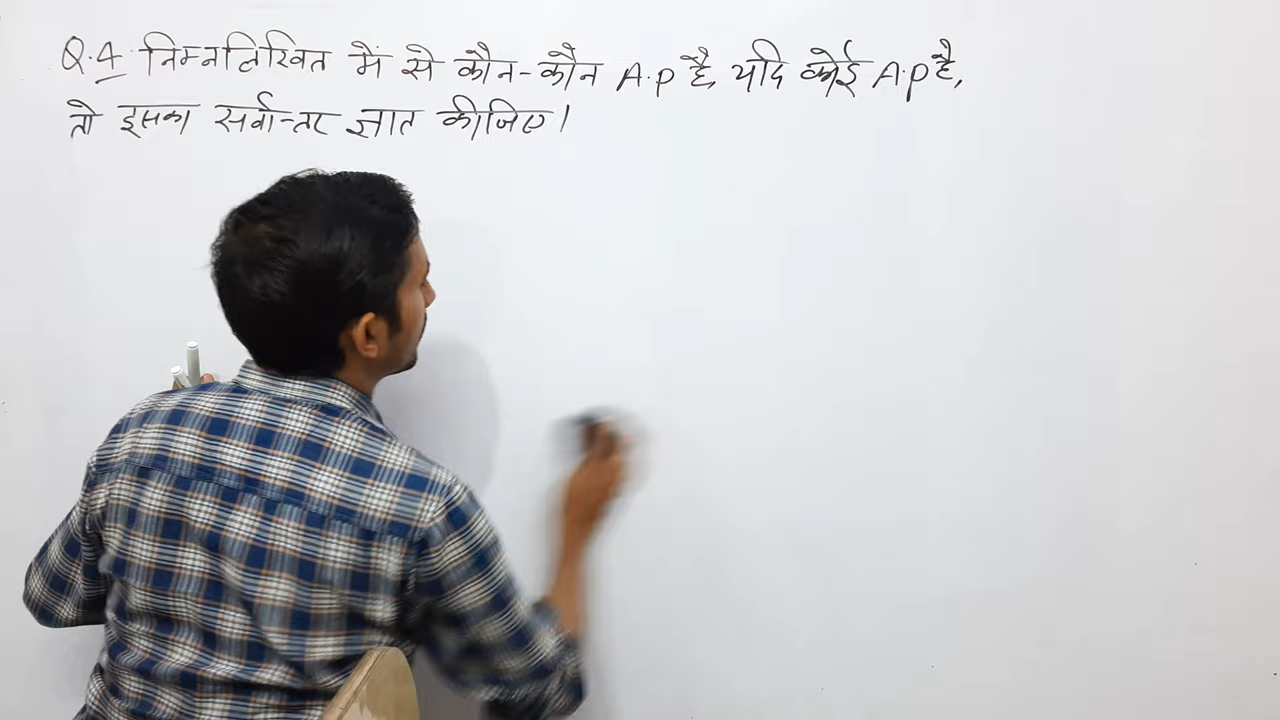 Q.4. निम्नलिखित में से कौन-कौन A.P है, यदि कोई A.P है,
तो इसका सर्वान्तर ज्ञात कीजिए।